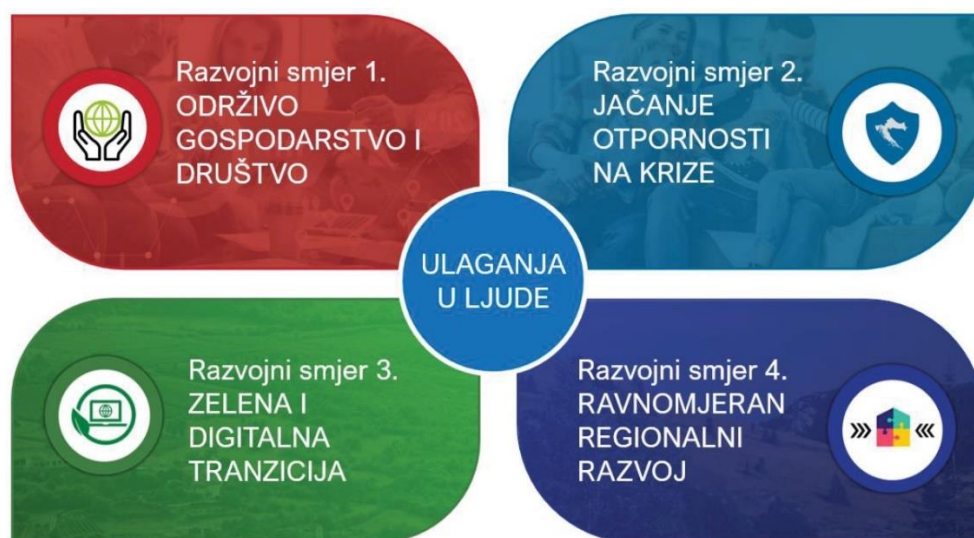 Razvojni smjer 1.
ODRŽIVO
GOSPODARSTVO I
DRUŠTVO
Razvojni smjer 2.
JAČANJE
OTPORNOSTI
NA KRIZE
ULAGANJA
U LJUDE
Razvojni smjer 3.
ZELENA I
DIGITALNA
TRANZICIJA
Razvojni smjer 4.
RAVNOMJERAN
REGIONALNI
RAZVOJ